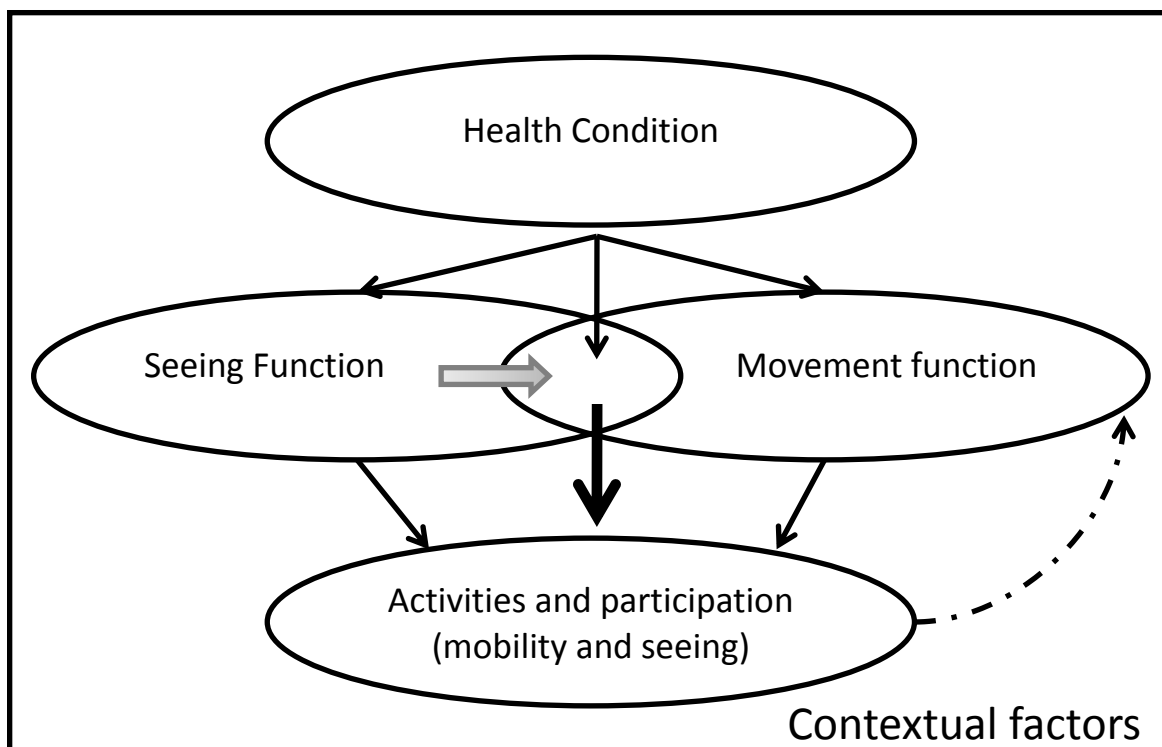 Health Condition
Seeing Function
Movement function
Activities and participation
(mobility and seeing)
Contextual factors